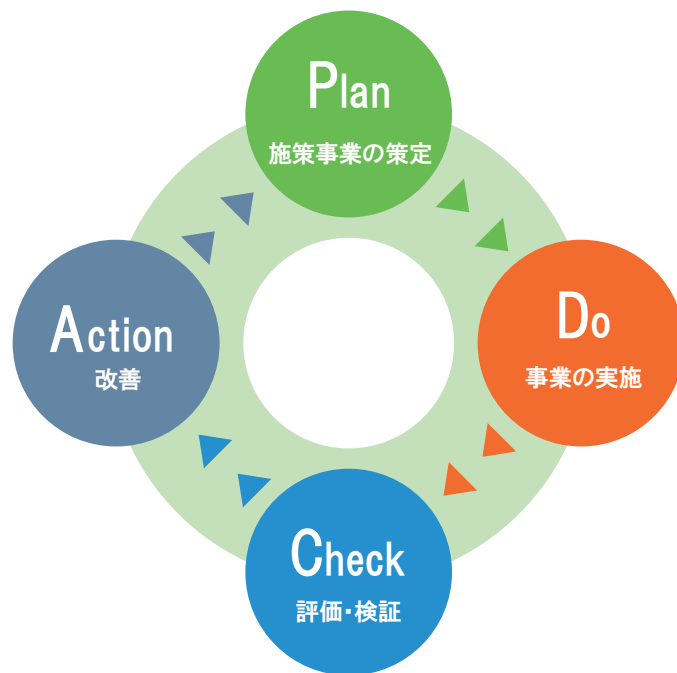 Plan
施策事業の策定
Do
事業の実施
Check
評価・検証
Action
改善